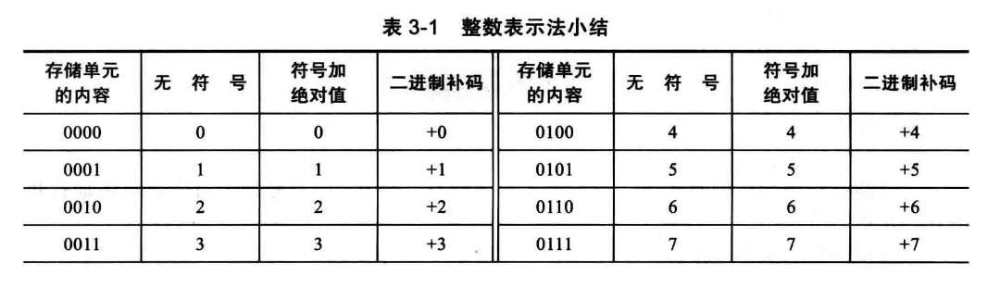 表 3-1 整数表示法小结
存储单元的内容 无 符 号 符号加绝对值 二进制补码 存储单元的内容 无 符 号 符号加绝对值 二进制补码
0000 0 0 +0 0100 4 4 +4
0001 1 1 +1 0101 5 5 +5
0010 2 2 +2 0110 6 6 +6
0011 3 3 +3 0111 7 7 +7